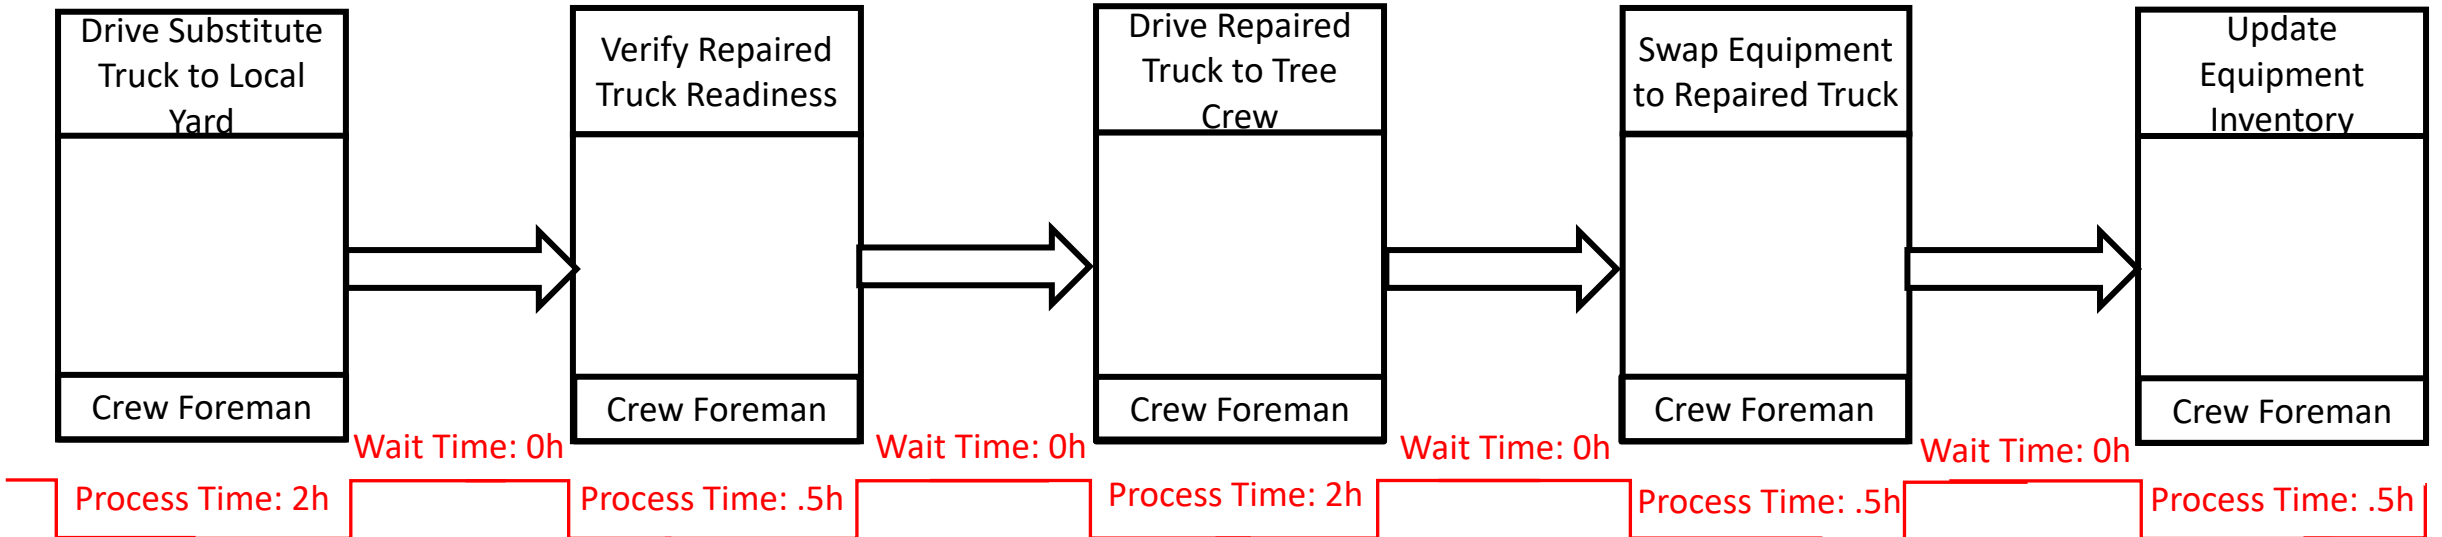 Drive Substitute
Truck to Local
Yard
Verify Repaired
Truck Readiness
Drive Repaired
Truck to Tree
Crew
Swap Equipment
to Repaired Truck
Update
Equipment
Inventory
Crew Foreman
Crew Foreman
Crew Foreman
Crew Foreman
Crew Foreman
Wait Time: 0h
Wait Time: 0h
Wait Time: 0h
Wait Time: 0h
Process Time: 2h
Process Time: .5h
Process Time: 2h
Process Time: .5h
Process Time: .5h